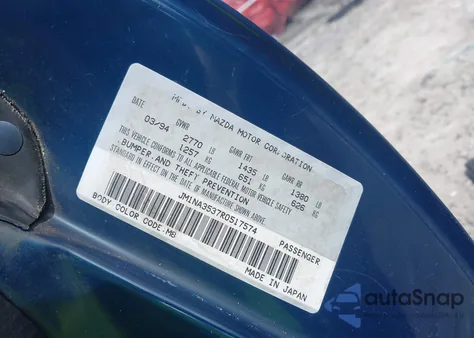 MFD. BY MAZDA MOTOR CORPORATION
DATE GVWR GAWR FRT GAWR RR
03/94 2770 LB 1435 LB 1380 LB
1257 KG 651 KG 626 KG
THIS VEHICLE CONFORMS TO ALL APPLICABLE FEDERAL MOTOR VEHICLE SAFETY
BUMPER, AND THEFT PREVENTION
STANDARD IN EFFECT ON THE DATE OF MANUFACTURE SHOWN ABOVE.
JM1NA3537R0517574 PASSENGER
BODY COLOR CODE: M8
MADE IN JAPAN
autoSnap